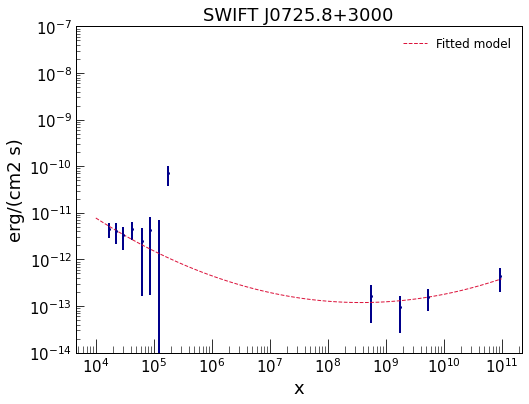 SWIFT J0725.8+3000
10⁻⁷
10⁻⁸
10⁻⁹
10⁻¹⁰
10⁻¹¹
10⁻¹²
10⁻¹³
10⁻¹⁴
erg/(cm2 s)
Fitted model
10⁴ 10⁵ 10⁶ 10⁷ 10⁸ 10⁹ 10¹⁰ 10¹¹
x